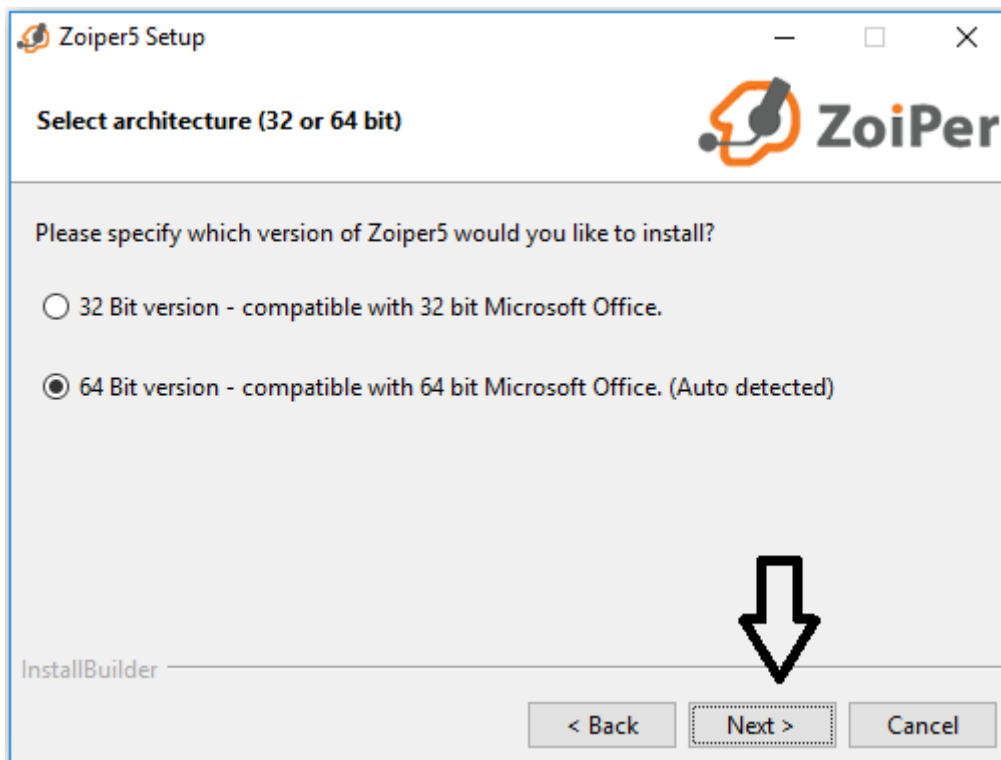 Zoiper5 Setup
Select architecture (32 or 64 bit)
ZoiPer
Please specify which version of Zoiper5 would you like to install?
32 Bit version - compatible with 32 bit Microsoft Office.
64 Bit version - compatible with 64 bit Microsoft Office. (Auto detected)
InstallBuilder
< Back
Next >
Cancel